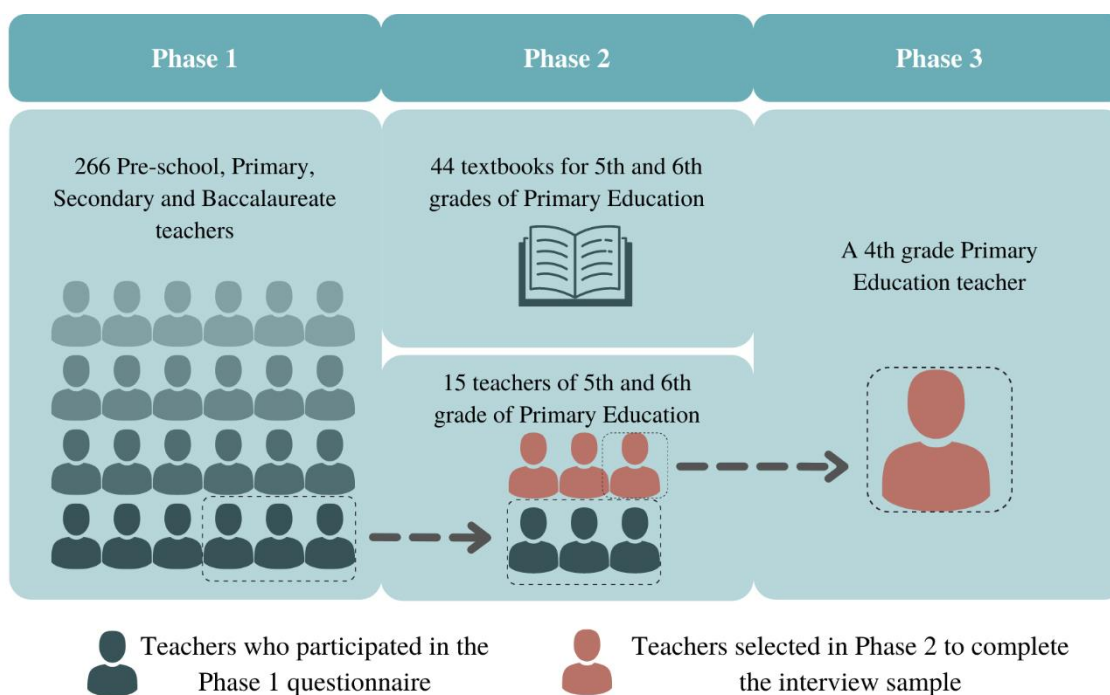 Phase 1
Phase 2
Phase 3
266 Pre-school, Primary,
Secondary and Baccalaureate
teachers
44 textbooks for 5th and 6th
grades of Primary Education
15 teachers of 5th and 6th
grade of Primary Education
A 4th grade Primary
Education teacher
Teachers who participated in the
Phase 1 questionnaire
Teachers selected in Phase 2 to complete
the interview sample